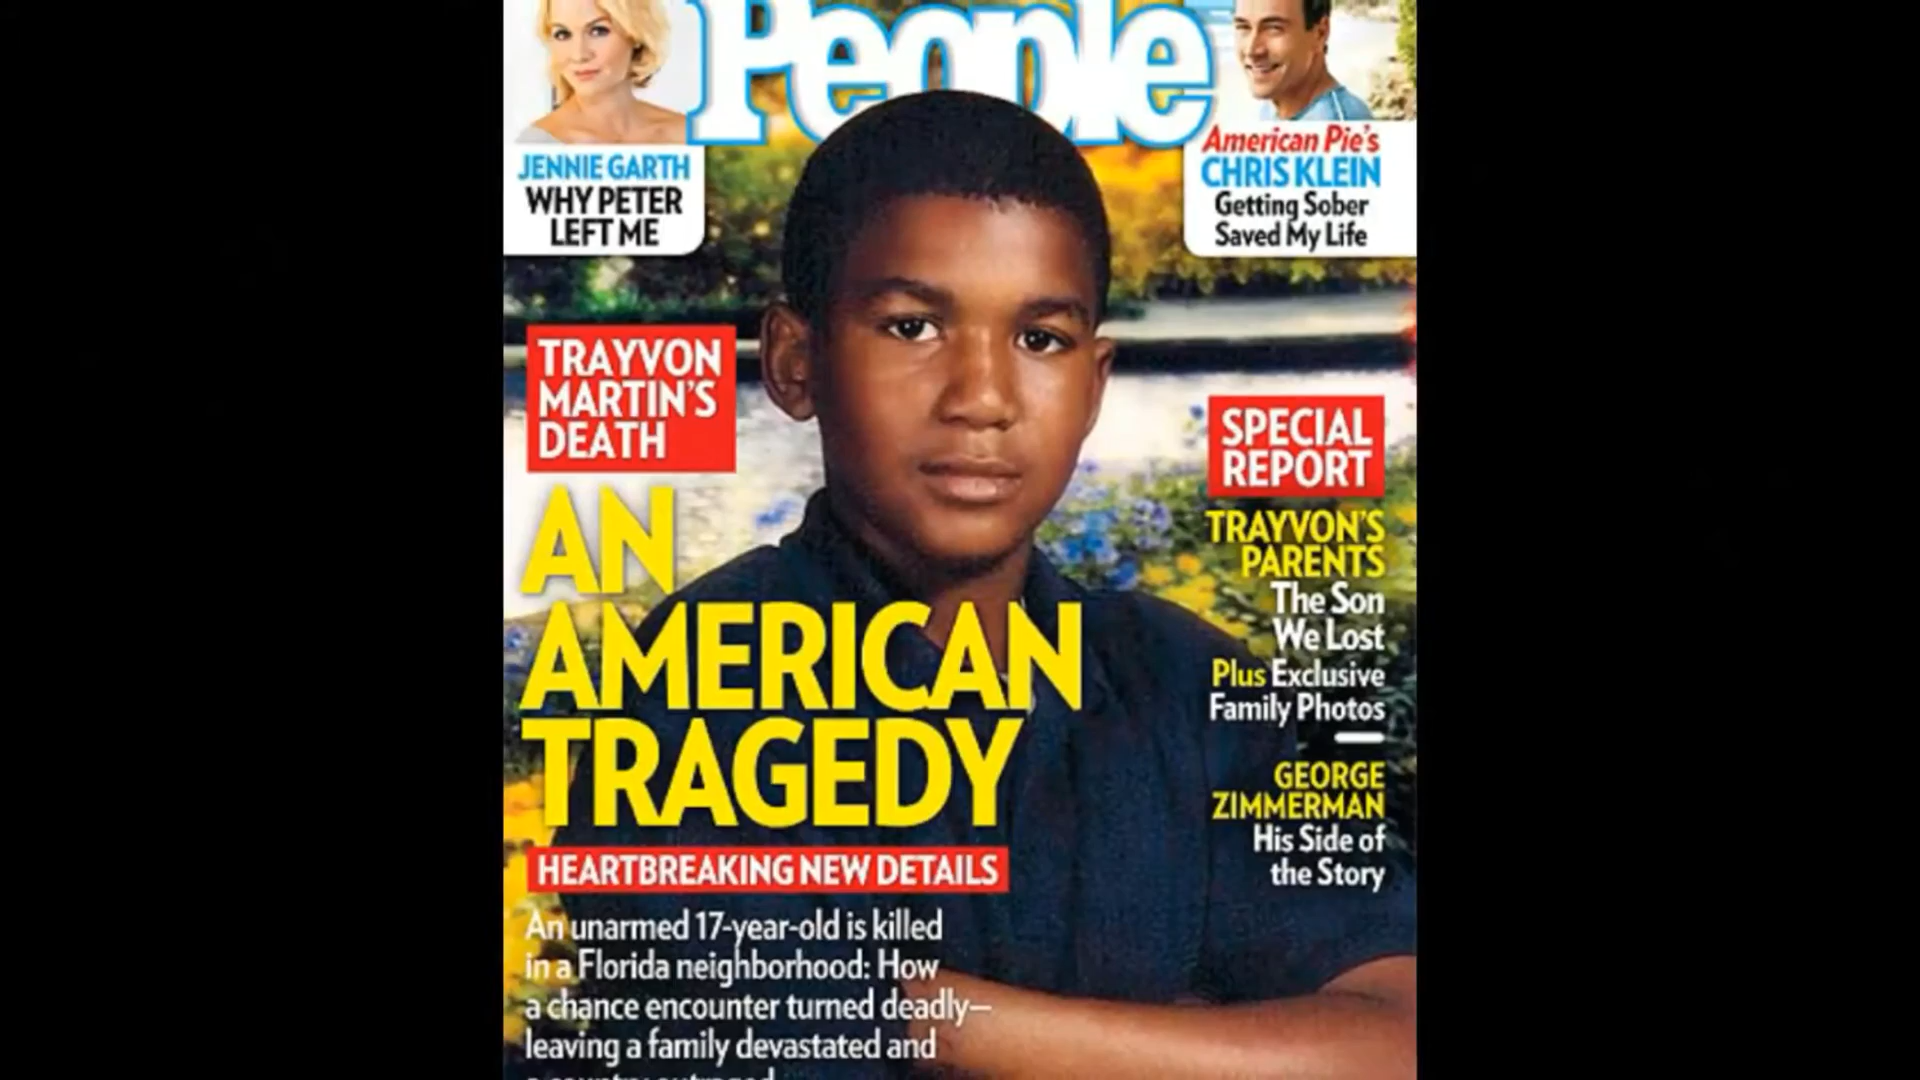 People
JENNIE GARTH
WHY PETER
LEFT ME
American Pie's
CHRIS KLEIN
Getting Sober
Saved My Life
TRAYVON
MARTIN'S
DEATH
AN
AMERICAN
TRAGEDY
HEARTBREAKING NEW DETAILS
An unarmed 17-year-old is killed
in a Florida neighborhood: How
a chance encounter turned deadly—
leaving a family devastated and
a country outraged
SPECIAL
REPORT
TRAYVON'S
PARENTS
The Son
We Lost
Plus Exclusive
Family Photos
GEORGE
ZIMMERMAN
His Side of
the Story